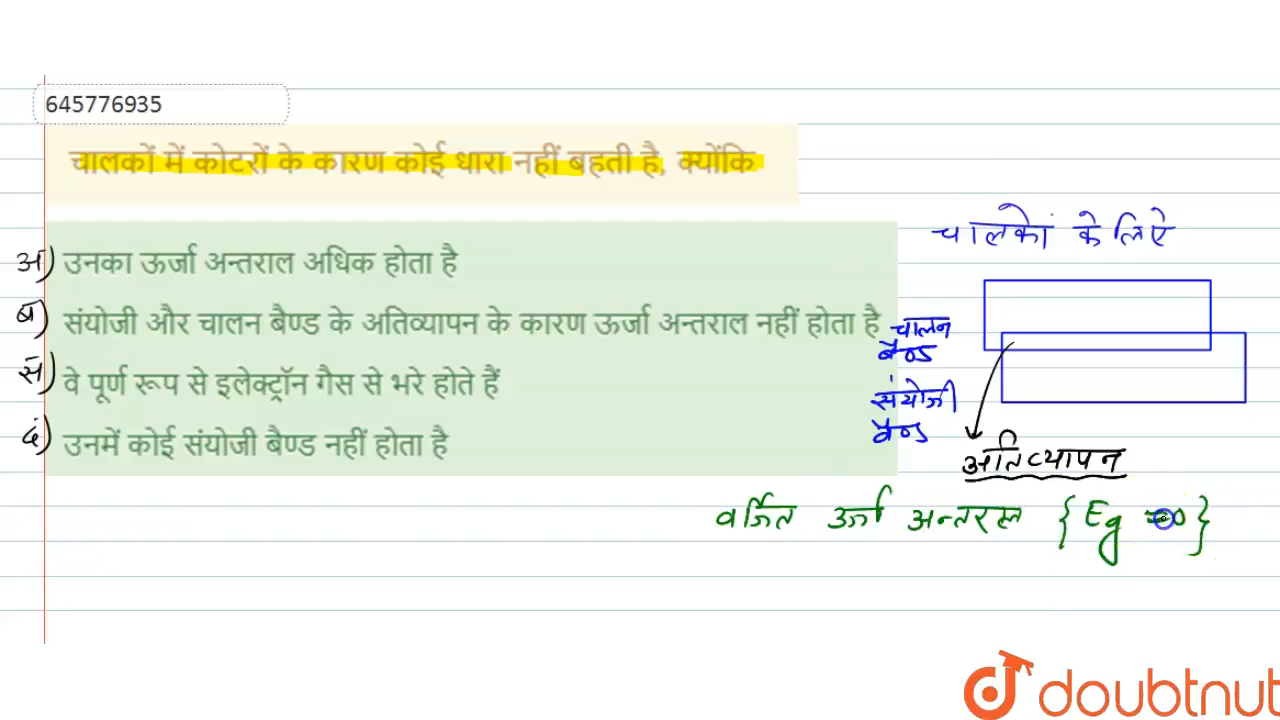 645776935
चालकों में कोटरों के कारण कोई धारा नहीं बहती है, क्योंकि
अ) उनका ऊर्जा अन्तराल अधिक होता है
ब) संयोजी और चालन बैण्ड के अतिव्यापन के कारण ऊर्जा अन्तराल नहीं होता है
स) वे पूर्ण रूप से इलेक्ट्रॉन गैस से भरे होते हैं
द) उनमें कोई संयोजी बैण्ड नहीं होता है
चालकों के लिऐ
चालन
बैण्ड
संयोजी
बैण्ड
अतिव्यापन
वर्जित ऊर्जा अन्तराल {Eg =0}
doubtnut